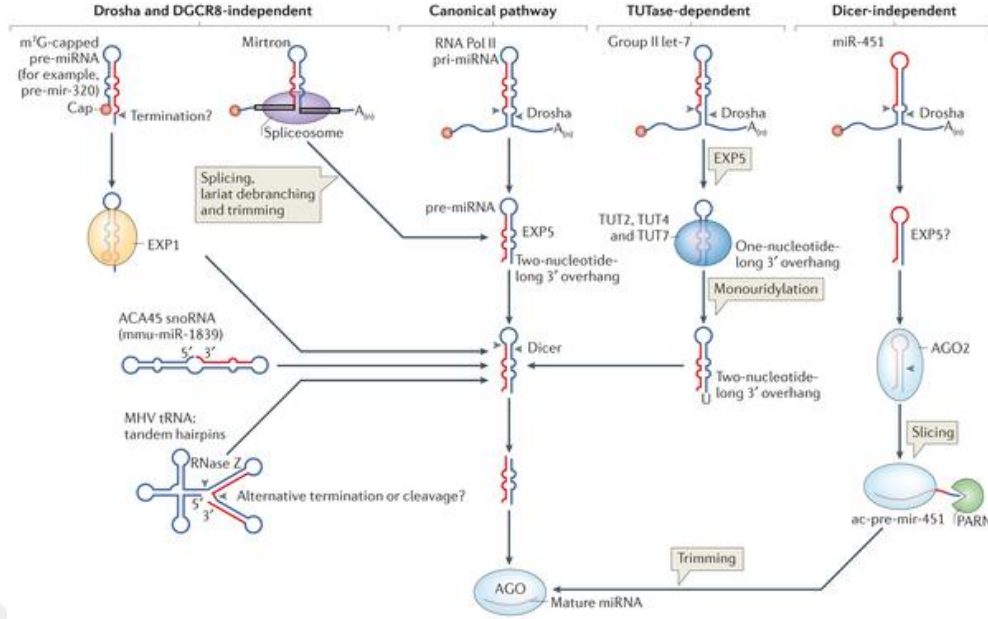 Drosha and DGCR8-independent
Canonical pathway
TUTase-dependent
Dicer-independent
m⁷G-capped
pre-miRNA
(for example,
pre-mir-320)
Cap
Termination?
Mirtron
A(n)
Spliceosome
RNA Pol II
pri-miRNA
Drosha
A(n)
Group II let-7
Drosha
A(n)
miR-451
Drosha
A(n)
Splicing,
lariat debranching
and trimming
EXP5
EXP1
pre-miRNA
EXP5
Two-nucleotide-
long 3′ overhang
TUT2, TUT4
and TUT7
One-nucleotide-
long 3′ overhang
EXP5?
Monouridylation
ACA45 snoRNA
(mmu-miR-1839)
5′ 3′
Dicer
Two-nucleotide-
long 3′ overhang
U
AGO2
MHV tRNA:
tandem hairpins
RNase Z
5′
3′
Alternative termination or cleavage?
Slicing
ac-pre-mir-451
PARN
Trimming
AGO
Mature miRNA